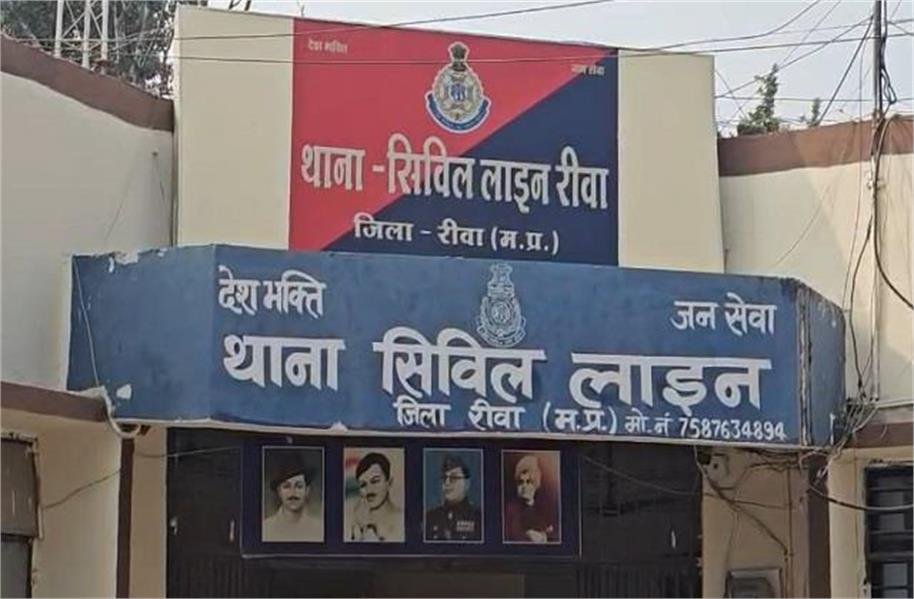 देश भक्ति
जन सेवा
थाना - सिविल लाइन रीवा
जिला - रीवा (म.प्र.)
देश भक्ति
जन सेवा
थाना सिविल लाइन
जिला रीवा (म.प्र.) मो. नं 7587634894